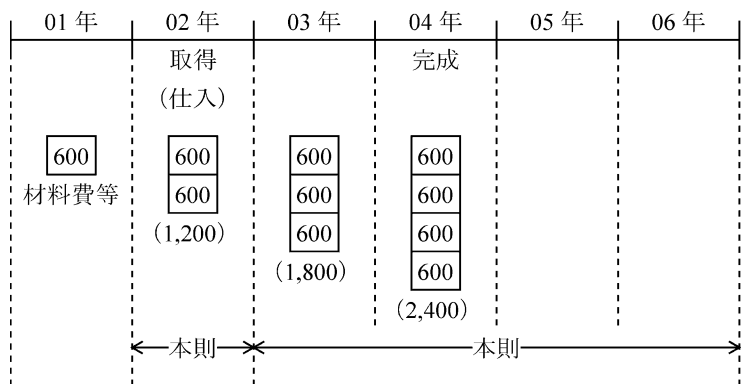 01 年 02 年 03 年 04 年 05 年 06 年
取得 完成
（仕入）
600 600 600 600
材料費等 600 600 600
(1,200) 600 600
(1,800) 600
(2,400)
本則 本則